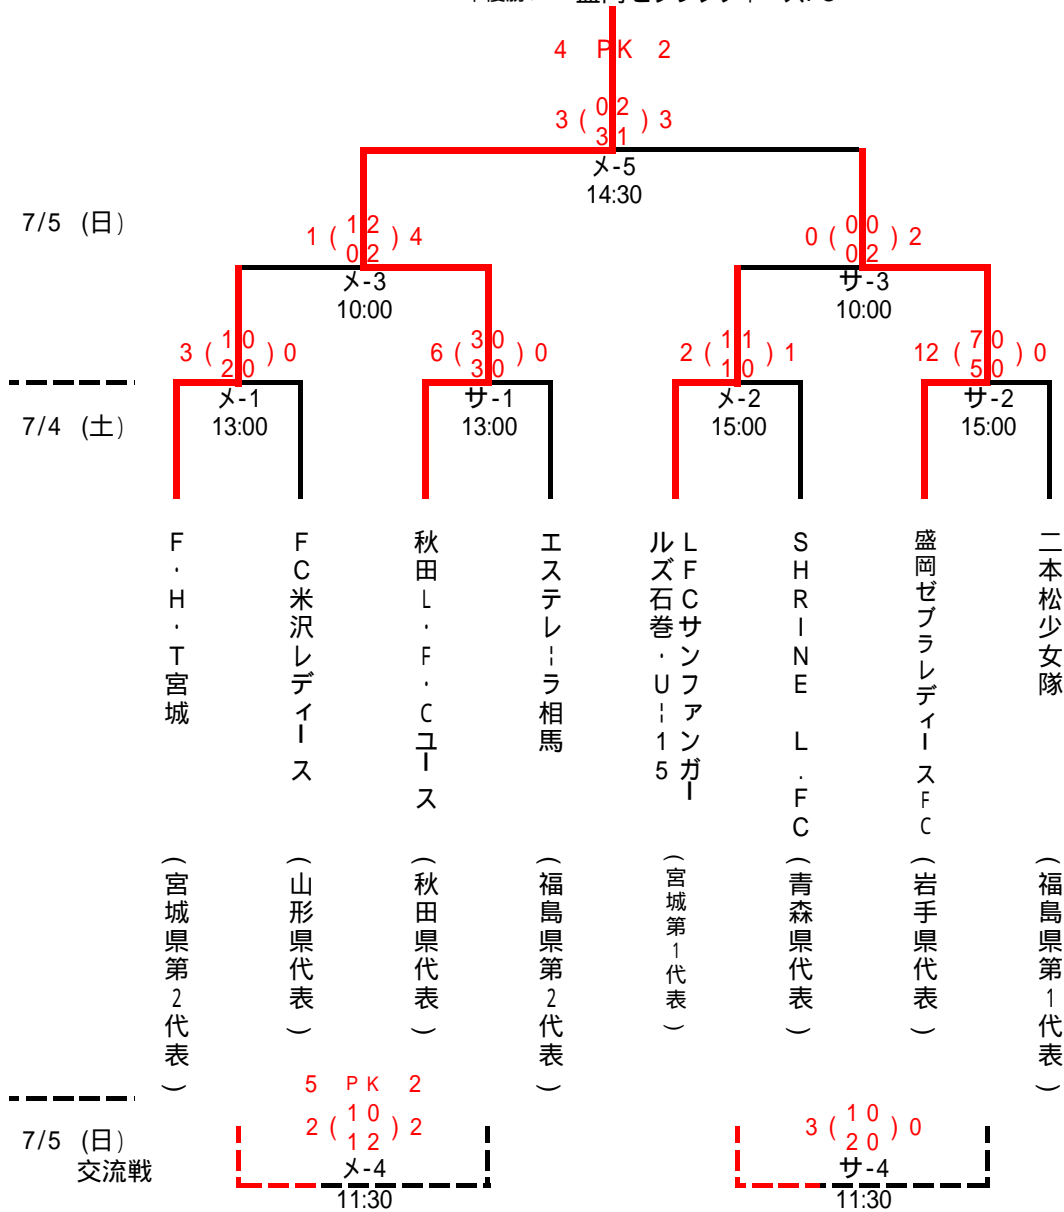 4 PK 2
3 ( 0 2 ) 3
3 1
メ-5
14:30
7/5 (日)
1 ( 1 2 ) 4
0 2
メ-3
10:00
0 ( 0 0 ) 2
0 2
サ-3
10:00
3 ( 1 0 ) 0
2 0
メ-1
13:00
6 ( 3 0 ) 0
3 0
サ-1
13:00
2 ( 1 1 ) 1
1 0
メ-2
15:00
12 ( 7 0 ) 0
5 0
サ-2
15:00
7/4 (土)
F・H・T宮城
(宮城県第2代表)
FC米沢レディース
(山形県代表)
秋田L・F・Cユース
(秋田県代表)
エステレーラ相馬
(福島県第2代表)
LFCサンファンガー
ルズ石巻・U-15
(宮城第1代表)
SHRINE L.FC
(青森県代表)
盛岡ゼブラレディースFC
(岩手県代表)
二本松少女隊
(福島県第1代表)
7/5 (日)
交流戦
5 PK 2
2 ( 1 0 ) 2
1 2
メ-4
11:30
3 ( 1 0 ) 0
2 0
サ-4
11:30